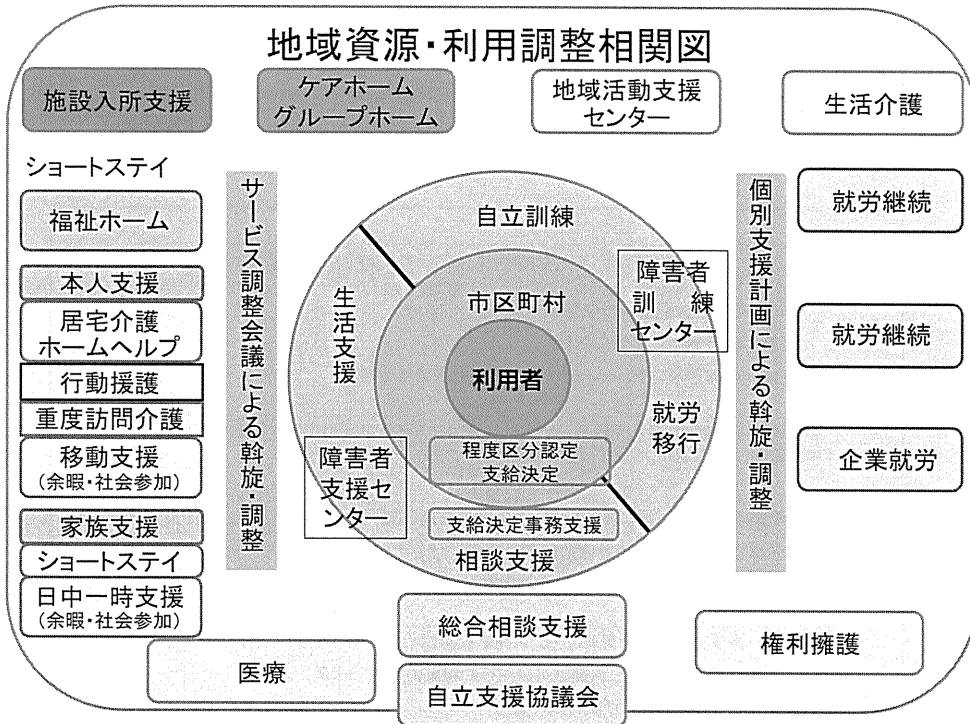 地域資源・利用調整相関図
施設入所支援
ケアホーム
グループホーム
地域活動支援
センター
生活介護
ショートステイ
福祉ホーム
本人支援
居宅介護
ホームヘルプ
行動援護
重度訪問介護
移動支援
(余暇・社会参加)
家族支援
ショートステイ
日中一時支援
(余暇・社会参加)
サービス調整会議による斡旋・調整
自立訓練
生活支援
市区町村
利用者
障害者
訓　練
センター
就労
移行
程度区分認定
支給決定
障害者
支援セ
ンター
支給決定事務支援
相談支援
個別支援計画による斡旋・調整
就労継続
就労継続
企業就労
総合相談支援
権利擁護
医療
自立支援協議会